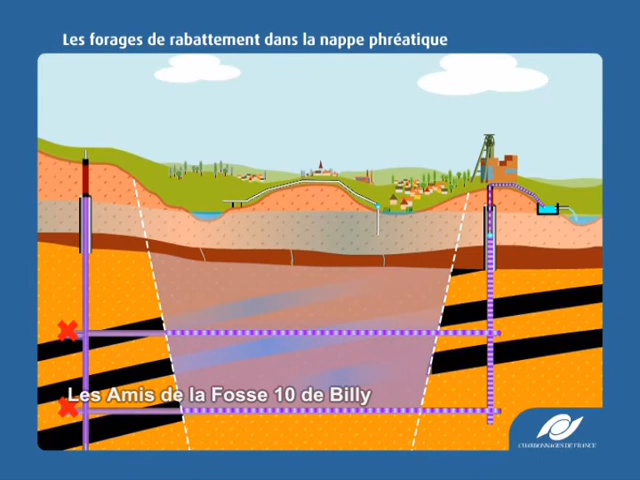 Les forages de rabattement dans la nappe phréatique
Les Amis de la Fosse 10 de Billy
CHARBONNAGES DE FRANCE